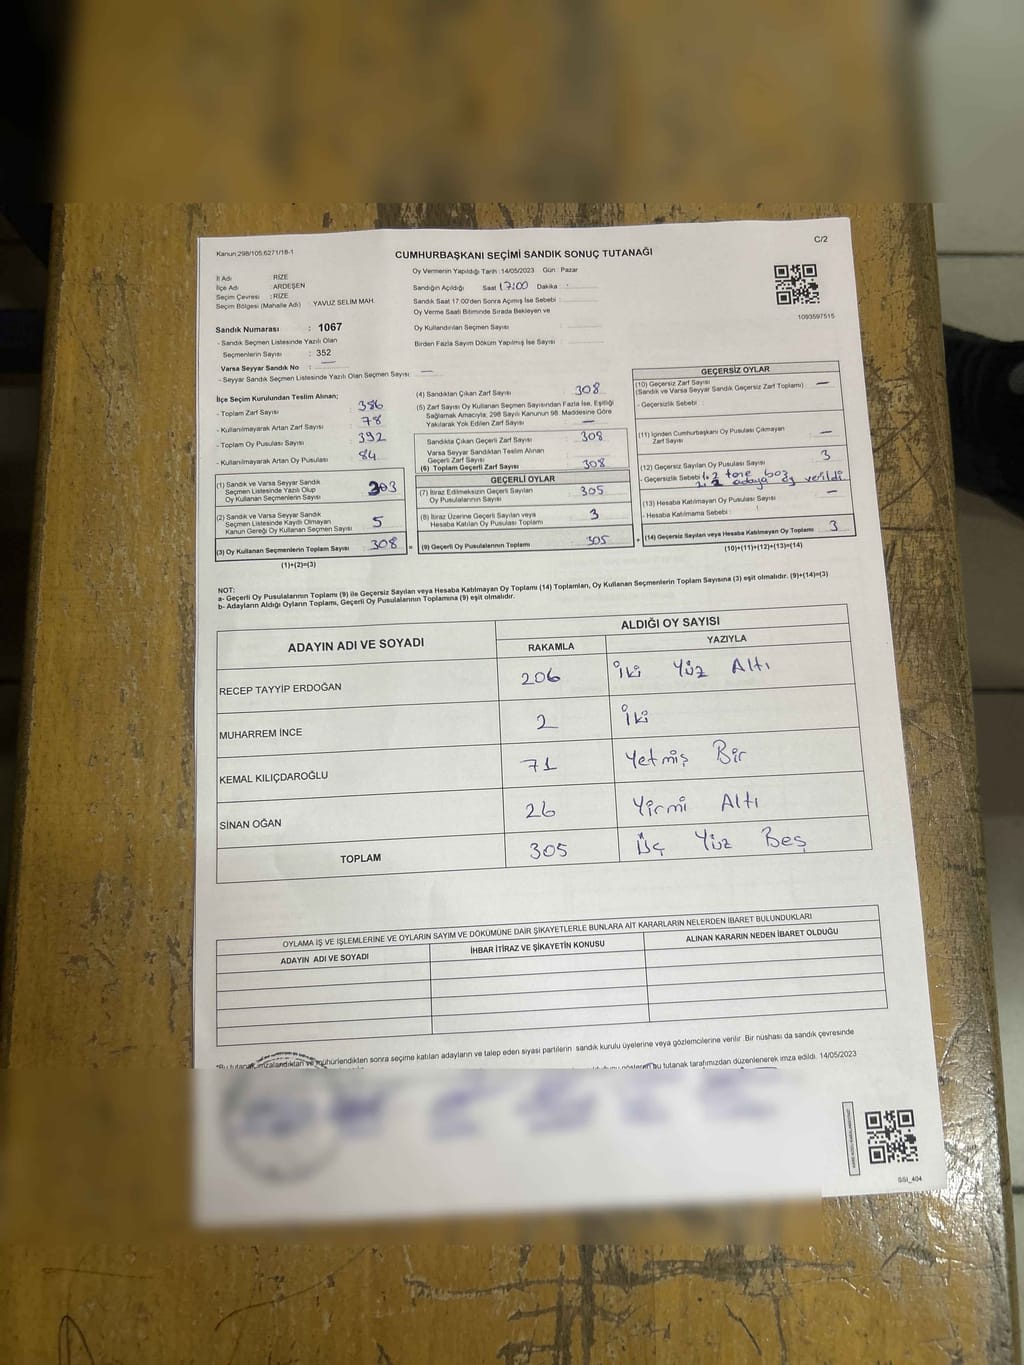 C/2
Kanun:298/105,6271/18-1
CUMHURBAŞKANI SEÇİMİ SANDIK SONUÇ TUTANAĞI
Oy Vermenin Yapıldığı Tarih :14/05/2023 Gün : Pazar
İl Adı : RİZE
İlçe Adı : ARDEŞEN
Seçim Çevresi : RİZE
Seçim Bölgesi (Mahalle Adı) YAVUZ SELİM MAH.
Sandığın Açıldığı Saat 17:00 Dakika :
Sandık Saat 17:00'den Sonra Açımış İse Sebebi :
Oy Verme Saati Bitiminde Sırada Bekleyen ve
Oy Kullandırılan Seçmen Sayısı :
Birden Fazla Sayım Döküm Yapılmış İse Sayısı :
1093597515
Sandık Numarası : 1067
- Sandık Seçmen Listesinde Yazılı Olan
Seçmenlerin Sayısı : 352
Varsa Seyyar Sandık No : —
- Seyyar Sandık Seçmen Listesinde Yazılı Olan Seçmen Sayısı : —
İlçe Seçim Kurulundan Teslim Alınan;
- Toplam Zarf Sayısı 386
- Kullanılmayarak Artan Zarf Sayısı 78
- Toplam Oy Pusulası Sayısı 392
- Kullanılmayarak Artan Oy Pusulası 84
(1) Sandık ve Varsa Seyyar Sandık
Seçmen Listesinde Yazılı Olup
Oy Kullanan Seçmenlerin Sayısı 303
(2) Sandık ve Varsa Seyyar Sandık
Seçmen Listesinde Kayıtlı Olmayan
Kanun Gereği Oy Kullanan Seçmen Sayısı 5
(3) Oy Kullanan Seçmenlerin Toplam Sayısı 308 =
(1)+(2)=(3)
(4) Sandıktan Çıkan Zarf Sayısı 308
(5) Zarf Sayısı Oy Kullanan Seçmen Sayısından Fazla İse, Eşitliği
Sağlamak Amacıyla; 298 Sayılı Kanunun 98. Maddesine Göre
Yakılarak Yok Edilen Zarf Sayısı —
Sandıkta Çıkan Geçerli Zarf Sayısı 308
Varsa Seyyar Sandıktan Teslim Alınan
Geçerli Zarf Sayısı
(6) Toplam Geçerli Zarf Sayısı 308
GEÇERLİ OYLAR
(7) İtiraz Edilmeksizin Geçerli Sayılan
Oy Pusulalarının Sayısı 305
(8) İtiraz Üzerine Geçerli Sayılan veya
Hesaba Katılan Oy Pusulası Toplamı 3
(9) Geçerli Oy Pusulalarının Toplamı 305 +
GEÇERSİZ OYLAR
(10) Geçersiz Zarf Sayısı
(Sandık ve Varsa Seyyar Sandık Geçersiz Zarf Toplamı) —
- Geçersizlik Sebebi :
(11) İçinden Cumhurbaşkanı Oy Pusulası Çıkmayan
Zarf Sayısı —
(12) Geçersiz Sayılan Oy Pusulası Sayısı 3
- Geçersizlik Sebebi : 2 tane boş
2 adaya oy verildi.
(13) Hesaba Katılmayan Oy Pusulası Sayısı —
- Hesaba Katılmama Sebebi :
(14) Geçersiz Sayılan veya Hesaba Katılmayan Oy Toplamı 3
(10)+(11)+(12)+(13)=(14)
NOT:
a- Geçerli Oy Pusulalarının Toplamı (9) ile Geçersiz Sayılan veya Hesaba Katılmayan Oy Toplamı (14) Toplamları, Oy Kullanan Seçmenlerin Toplam Sayısına (3) eşit olmalıdır. (9)+(14)=(3)
b- Adayların Aldığı Oyların Toplamı, Geçerli Oy Pusulalarının Toplamına (9) eşit olmalıdır.
ADAYIN ADI VE SOYADI ALDIĞI OY SAYISI
RAKAMLA YAZIYLA
RECEP TAYYİP ERDOĞAN 206 İki Yüz Altı
MUHARREM İNCE 2 İki
KEMAL KILIÇDAROĞLU 71 Yetmiş Bir
SİNAN OĞAN 26 Yirmi Altı
TOPLAM 305 Üç Yüz Beş
OYLAMA İŞ VE İŞLEMLERİNE VE OYLARIN SAYIM VE DÖKÜMÜNE DAİR ŞİKAYETLERLE BUNLARA AİT KARARLARIN NELERDEN İBARET BULUNDUKLARI
ADAYIN ADI VE SOYADI İHBAR İTİRAZ VE ŞİKAYETİN KONUSU ALINAN KARARIN NEDEN İBARET OLDUĞU
*Bu tutanak imzalandıktan ve mühürlendikten sonra seçime katılan adayların ve talep eden siyasi partilerin sandık kurulu üyelerine veya gözlemcilerine verilir. Bir nüshası da sandık çevresinde
gösteren bu tutanak tarafımızdan düzenlenerek imza edildi. 14/05/2023
SSI_404